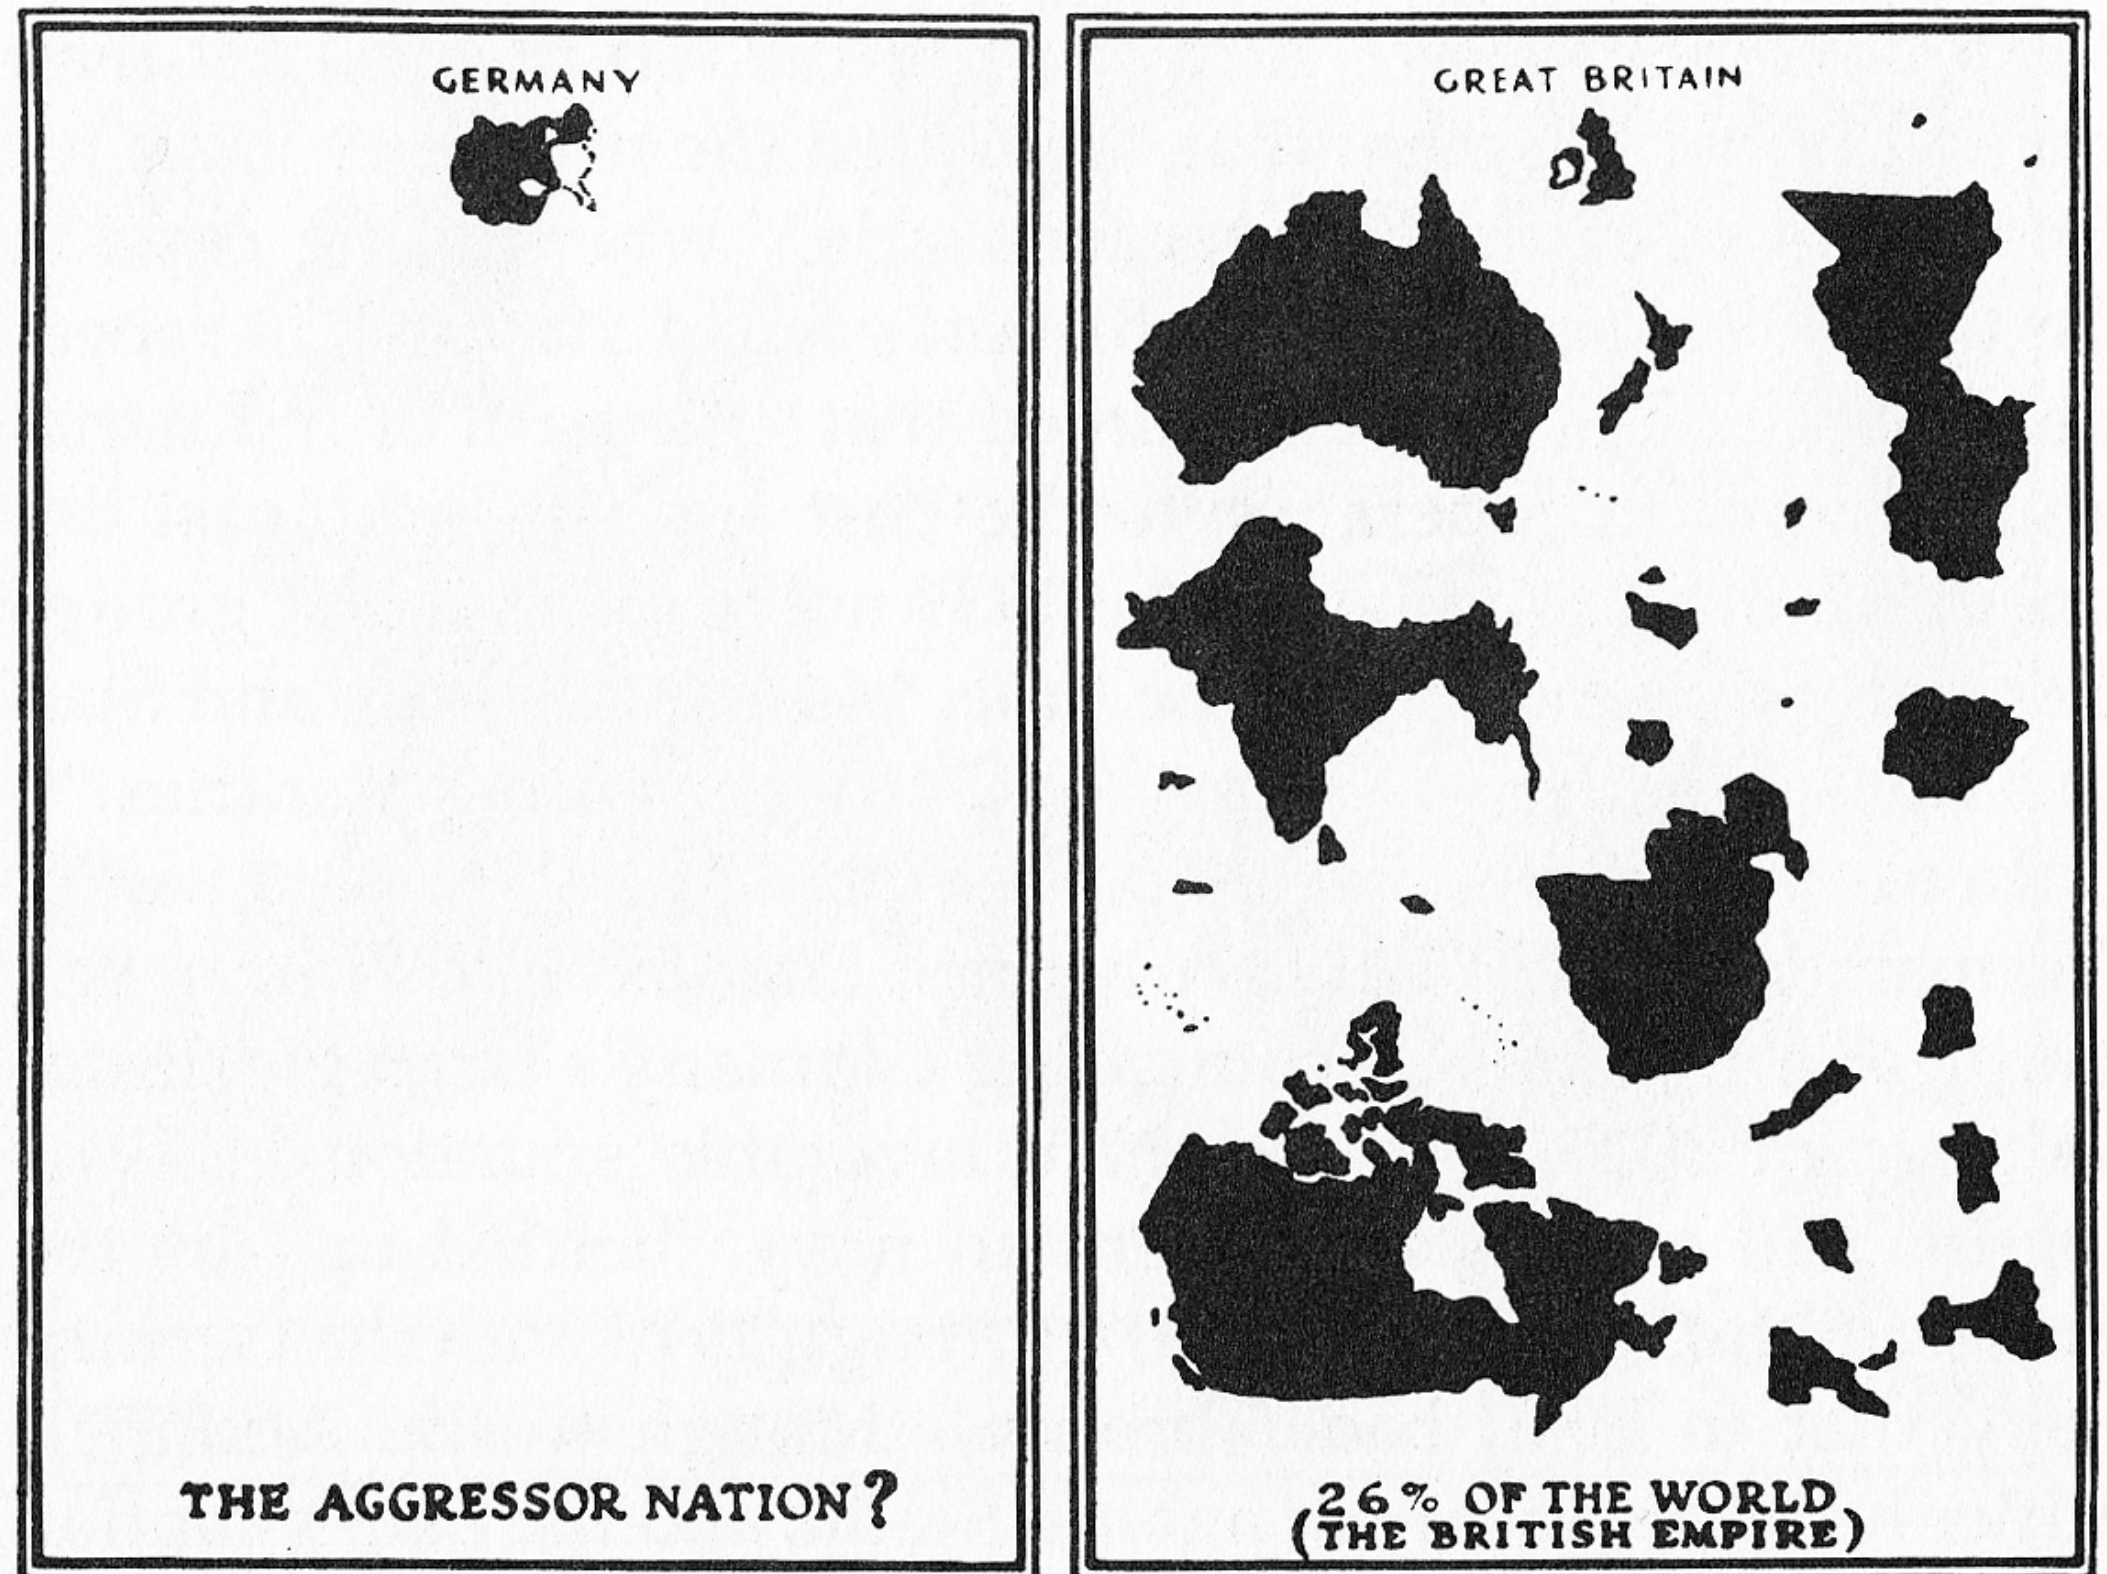 GERMANY
THE AGGRESSOR NATION?
GREAT BRITAIN
26% OF THE WORLD
(THE BRITISH EMPIRE)